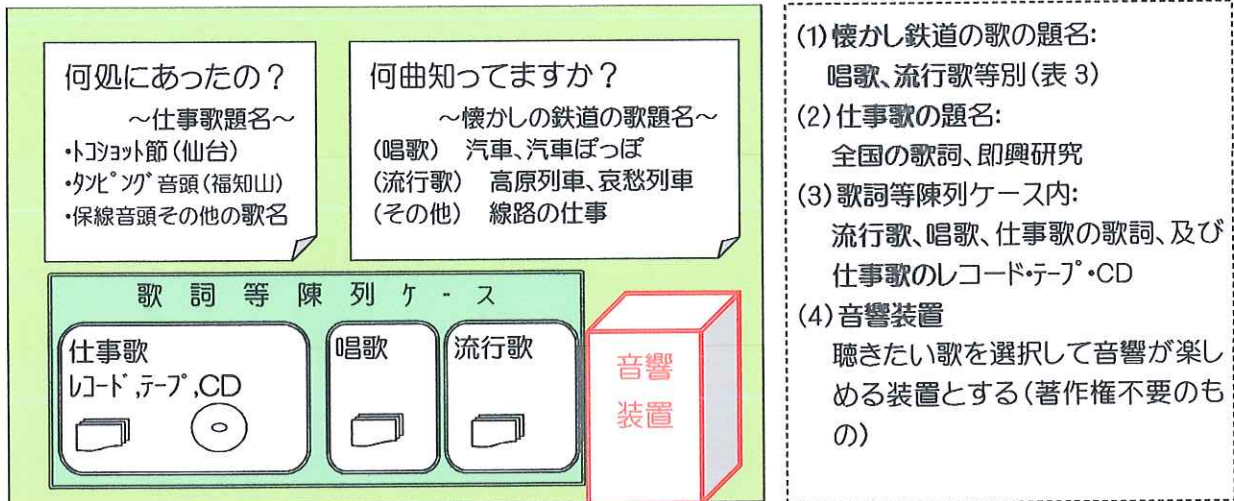 何処にあったの？
～仕事歌題名～
・ﾄｺｼｮｯﾄ節(仙台)
・ﾀﾝﾋﾟﾝｸﾞ音頭(福知山)
・保線音頭その他の歌名
何曲知ってますか？
～懐かしの鉄道の歌題名～
(唱歌)　汽車、汽車ぽっぽ
(流行歌)　高原列車、哀愁列車
(その他)　線路の仕事
歌詞等陳列ケース
仕事歌
ﾚｺｰﾄﾞ,ﾃｰﾌﾟ,CD
唱歌
流行歌
音響
装置
(1)懐かし鉄道の歌の題名:
唱歌、流行歌等別(表3)
(2)仕事歌の題名:
全国の歌詞、即興研究
(3)歌詞等陳列ケース内:
流行歌、唱歌、仕事歌の歌詞、及び
仕事歌のレコード・ﾃｰﾌﾟ・CD
(4)音響装置
聴きたい歌を選択して音響が楽し
める装置とする(著作権不要のも
の)